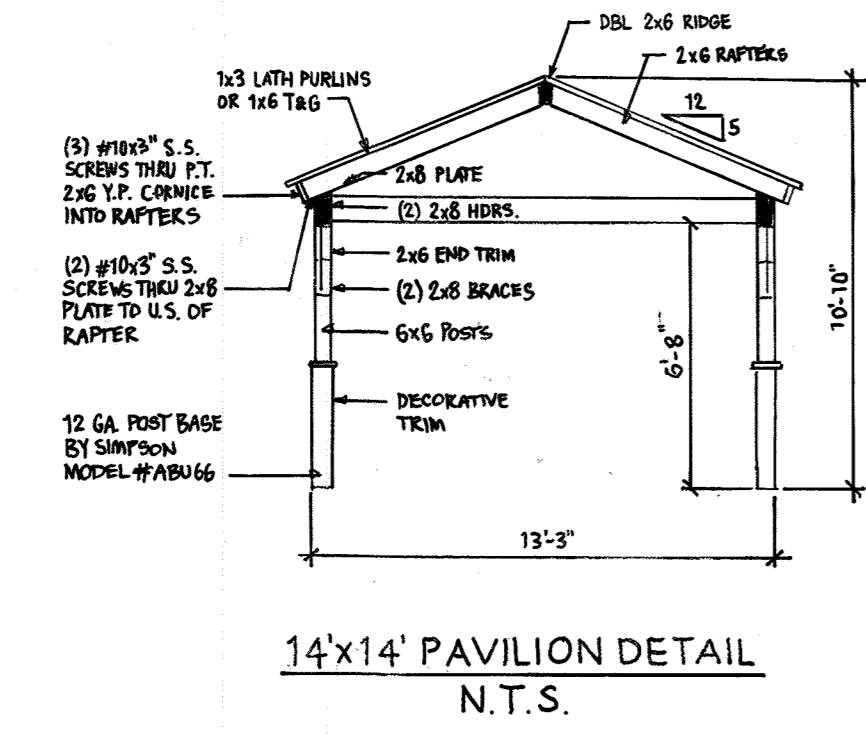 DBL 2x6 RIDGE
2x6 RAFTERS
1x3 LATH PURLINS
OR 1x6 T&G
12
5
(3) #10x3" S.S.
SCREWS THRU P.T.
2x6 Y.P. CORNICE
INTO RAFTERS
2x8 PLATE
(2) 2x8 HDRS.
2x6 END TRIM
(2) #10x3" S.S.
SCREWS THRU 2x8
PLATE TO U.S. OF
RAPTER
(2) 2x8 BRACES
6x6 POSTS
6'-8"
10'-10"
DECORATIVE
TRIM
12 GA. POST BASE
BY SIMPSON
MODEL #ABU66
13'-3"
14'x14' PAVILION DETAIL
N.T.S.